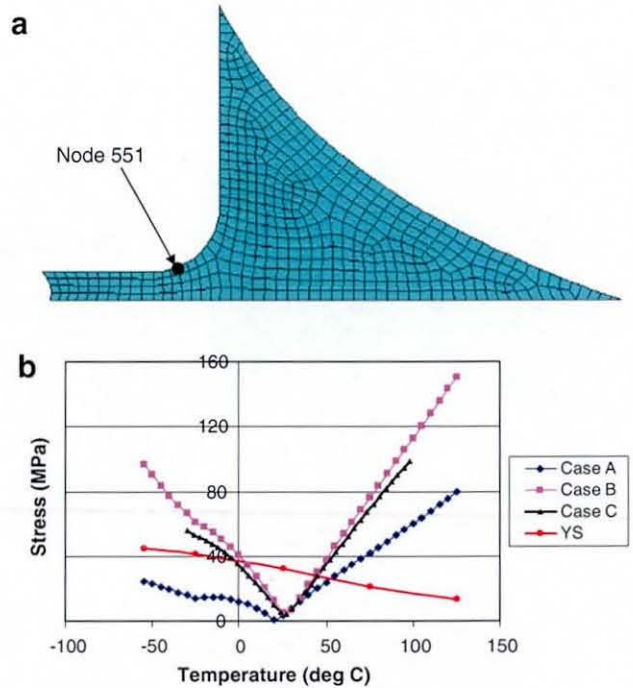 a
Node 551
b
160
120
80
40
0
-100
-50
0
50
100
150
Stress (MPa)
Temperature (deg C)
Case A
Case B
Case C
YS